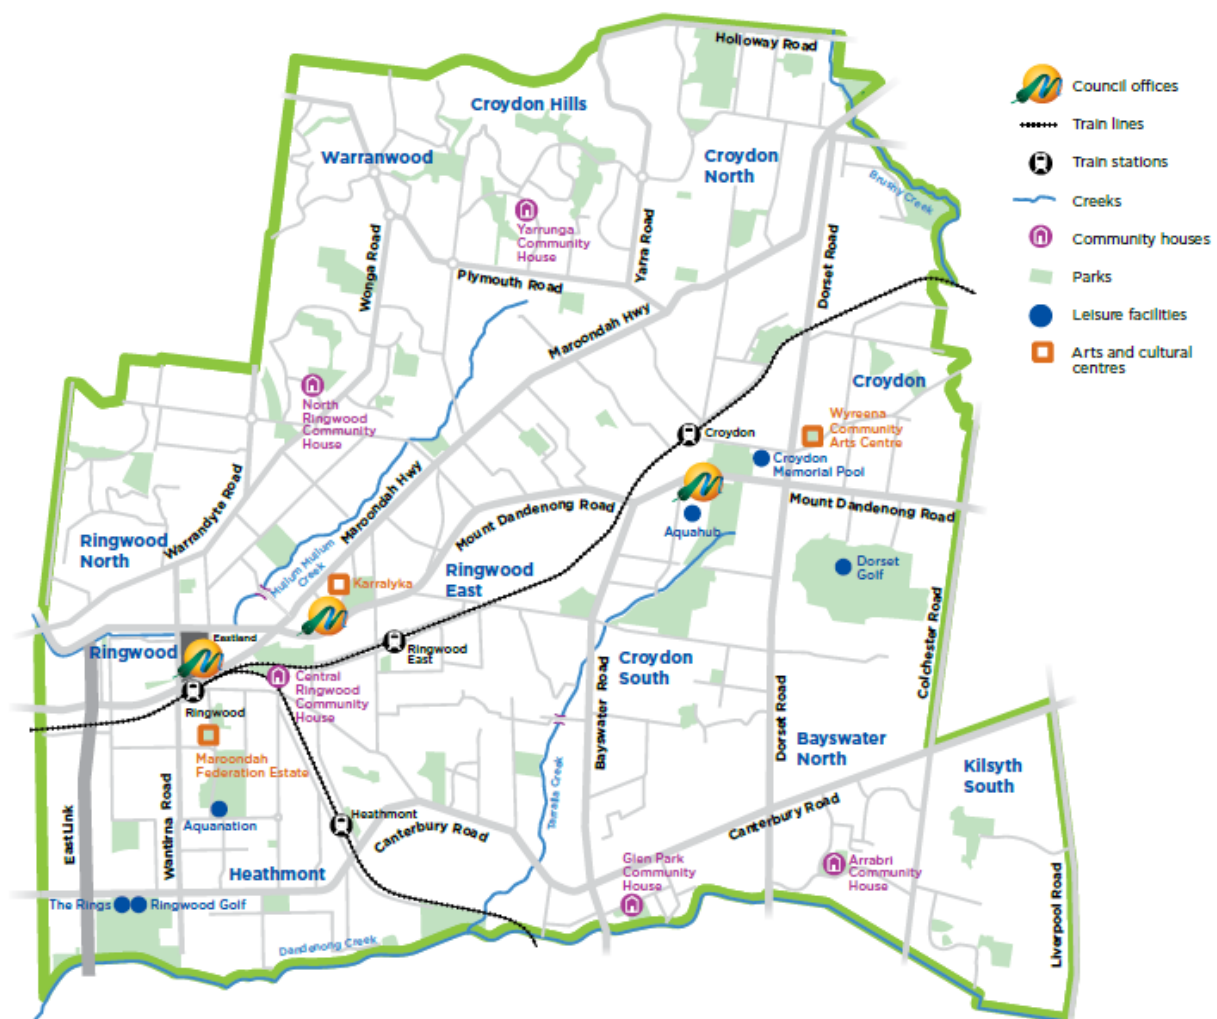 Holloway Road
Croydon Hills
Warranwood
Croydon
North
Brushy Creek
Yarrunga
Community
House
Wonga Road
Yarra Road
Dorset Road
Plymouth Road
Maroondah Hwy
North
Ringwood
Community
House
Croydon
Wyreena
Community
Arts Centre
Croydon
Croydon
Memorial Pool
Warrandyte Road
Maroondah Hwy
Mount Dandenong Road
Mount Dandenong Road
Aquahub
Ringwood
North
Mullum Mullum
Creek
Karralyka
Ringwood
East
Dorset
Golf
Colchester Road
Eastland
Ringwood
Ringwood
East
Central
Ringwood
Community
House
Croydon
South
Bayswater Road
Dorset Road
Ringwood
Maroondah
Federation Estate
Bayswater
North
Kilsyth
South
EastLink
Wantirna Road
Aquanation
Heathmont
Canterbury Road
Tarralla Creek
Canterbury Road
Heathmont
Glen Park
Community
House
Arrabri
Community
House
Liverpool Road
The Rings
Ringwood Golf
Dandenong Creek
Council offices
Train lines
Train stations
Creeks
Community houses
Parks
Leisure facilities
Arts and cultural
centres